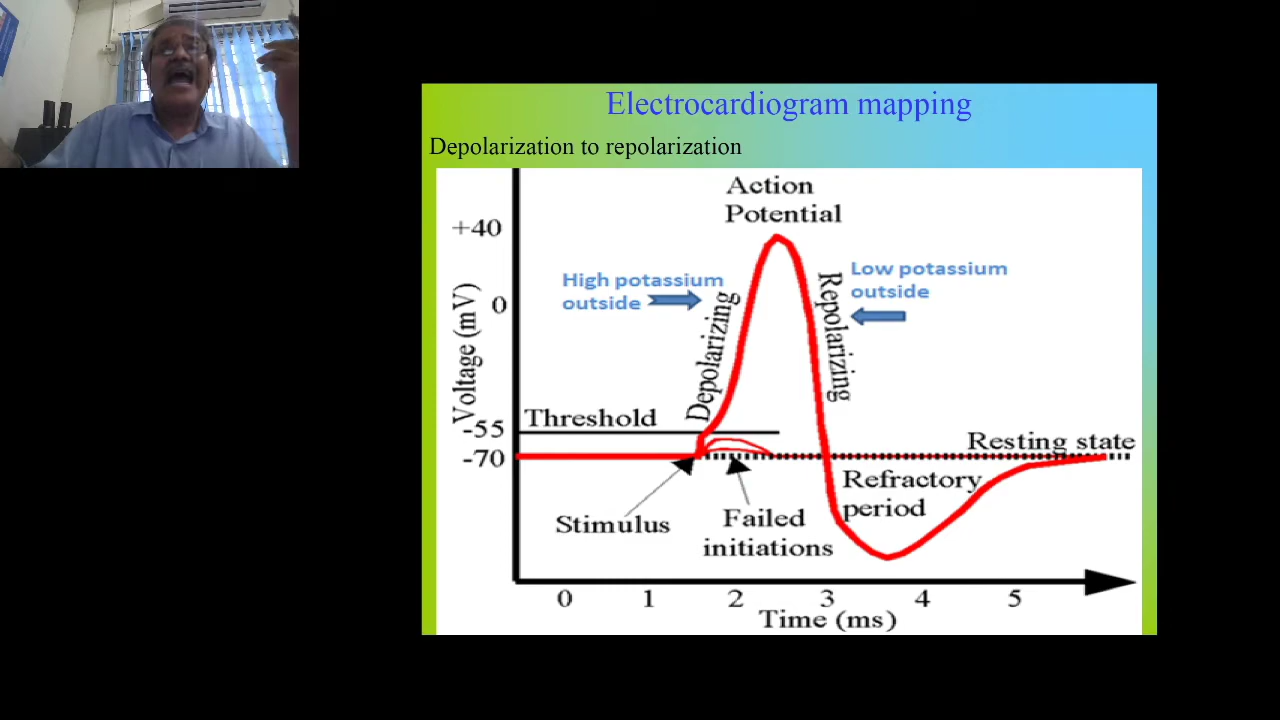 Electrocardiogram mapping
Depolarization to repolarization
Action
Potential
+40
High potassium
outside
Low potassium
outside
0
Voltage (mV)
Depolarizing
Repolarizing
Threshold
-55
-70
Resting state
Refractory
period
Stimulus
Failed
initiations
0 1 2 3 4 5
Time (ms)